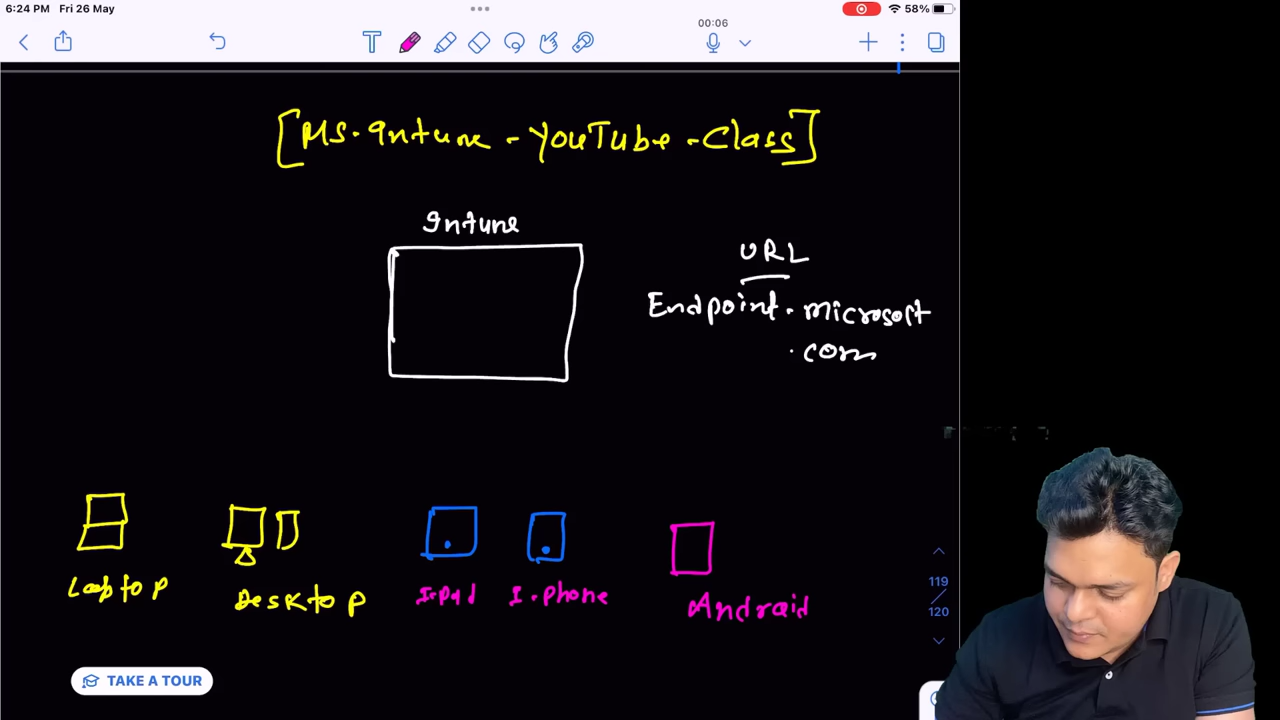 6:24 PM Fri 26 May
58%
00:06
T
[MS. Intune - YouTube - Class]
Intune
URL
Endpoint. microsoft
.com
Laptop
Desktop
I.Pad
I.phone
Android
119
120
TAKE A TOUR